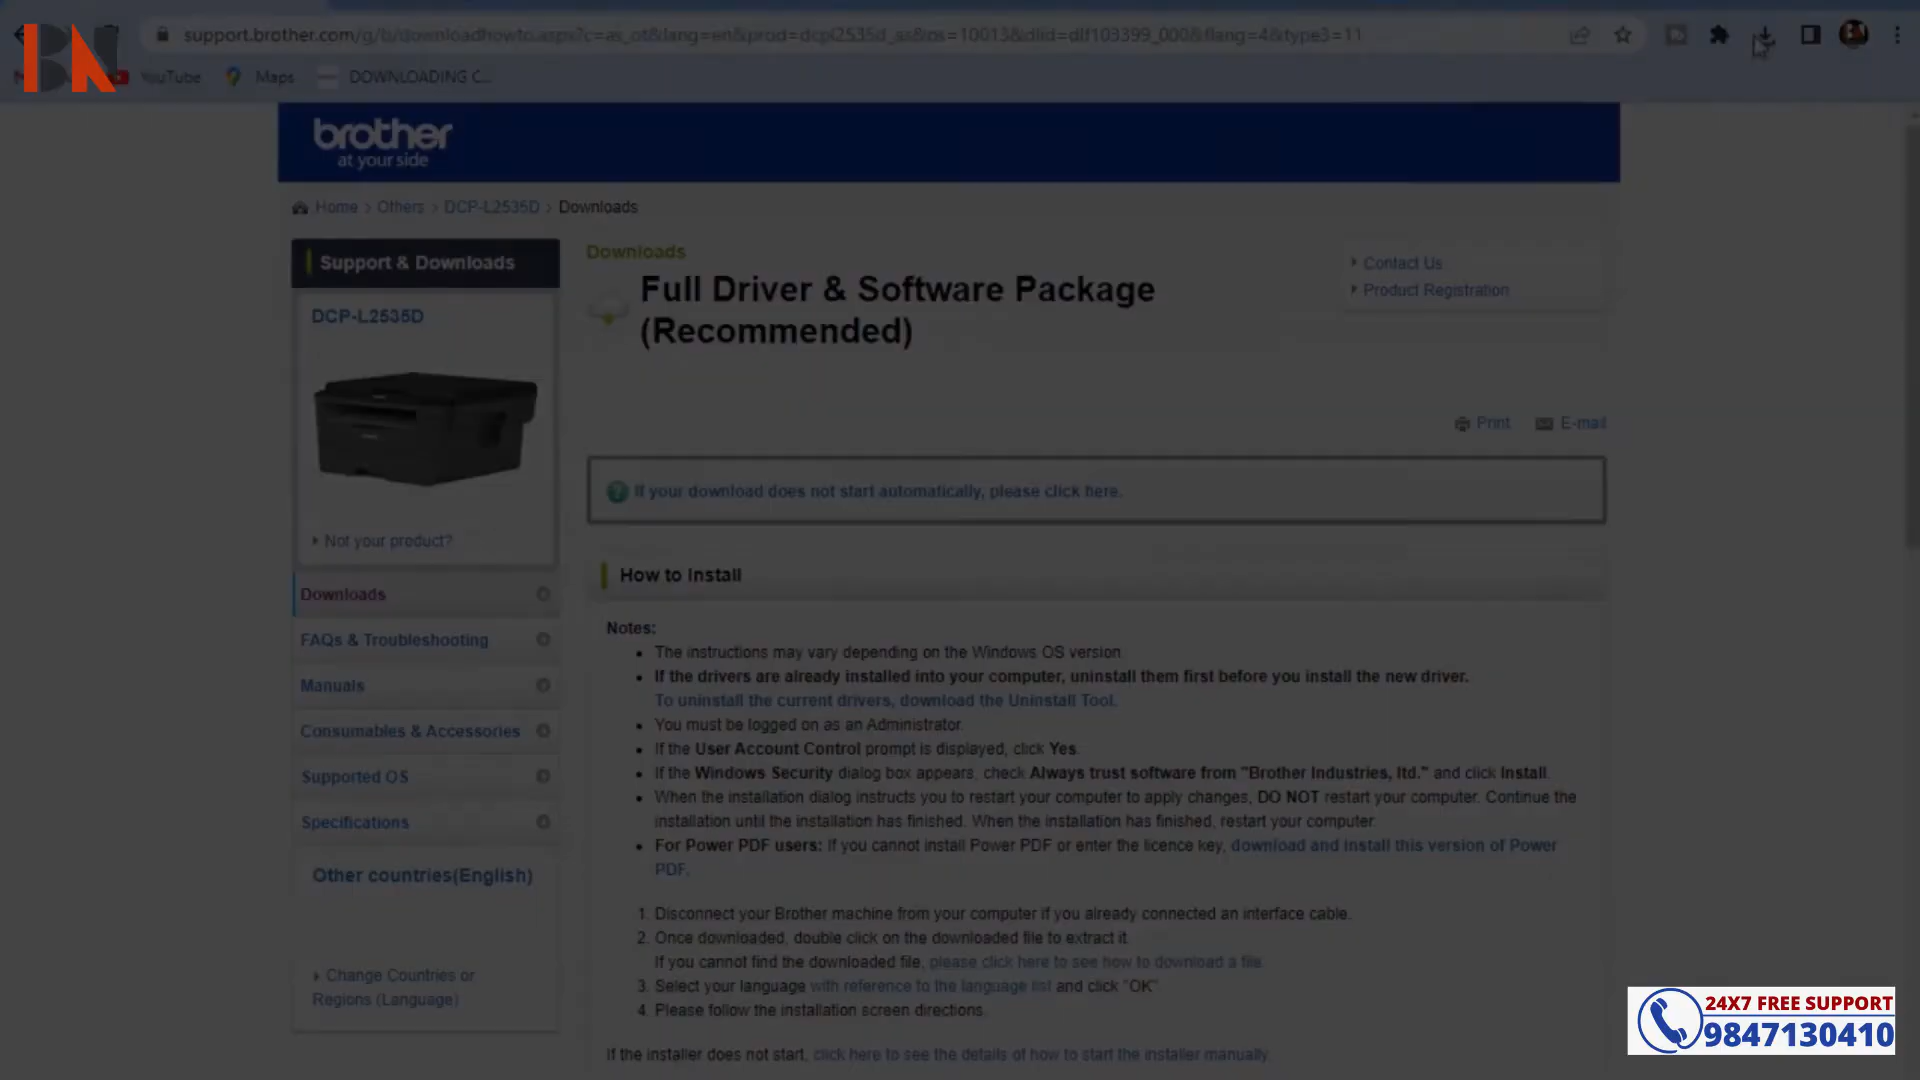 BN
support.brother.com/g/b/downloadhowto.aspx?c=as_ot&lang=en&prod=dcpl2535d_as&os=10013&dlid=dlf103399_000&flang=4&type3=11
YouTube
Maps
DOWNLOADING C...
brother
at your side
Home > Others > DCP-L2535D > Downloads
Support & Downloads
DCP-L2535D
Not your product?
Downloads
FAQs & Troubleshooting
Manuals
Consumables & Accessories
Supported OS
Specifications
Other countries(English)
Change Countries or
Regions (Language)
Downloads
Full Driver & Software Package
(Recommended)
Contact Us
Product Registration
Print
E-mail
If your download does not start automatically, please click here.
How to Install
Notes:
The instructions may vary depending on the Windows OS version.
If the drivers are already installed into your computer, uninstall them first before you install the new driver.
To uninstall the current drivers, download the Uninstall Tool.
You must be logged on as an Administrator.
If the User Account Control prompt is displayed, click Yes.
If the Windows Security dialog box appears, check Always trust software from "Brother Industries, ltd." and click Install.
When the installation dialog instructs you to restart your computer to apply changes, DO NOT restart your computer. Continue the
installation until the installation has finished. When the installation has finished, restart your computer.
For Power PDF users: If you cannot install Power PDF or enter the licence key, download and install this version of Power
PDF.
1. Disconnect your Brother machine from your computer if you already connected an interface cable.
2. Once downloaded, double click on the downloaded file to extract it.
If you cannot find the downloaded file, please click here to see how to download a file.
3. Select your language with reference to the language list and click "OK".
4. Please follow the installation screen directions.
If the installer does not start, click here to see the details of how to start the installer manually.
24X7 FREE SUPPORT
9847130410